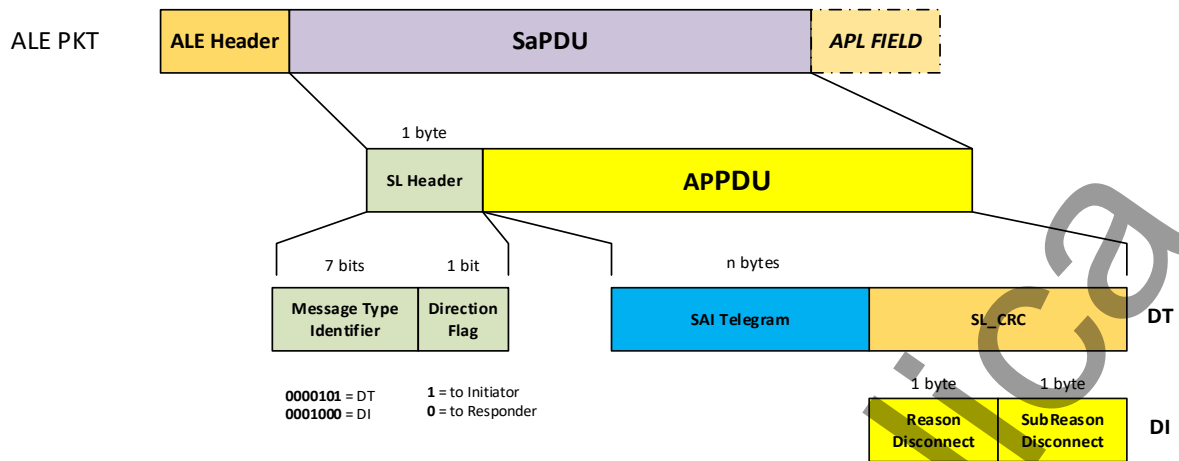 ALE PKT
ALE Header
SaPDU
APL FIELD
1 byte
SL Header
APPDU
7 bits
1 bit
n bytes
Message Type
Identifier
Direction
Flag
SAI Telegram
SL_CRC
DT
0000101 = DT
0001000 = DI
1 = to Initiator
0 = to Responder
1 byte
1 byte
Reason
Disconnect
SubReason
Disconnect
DI
lica